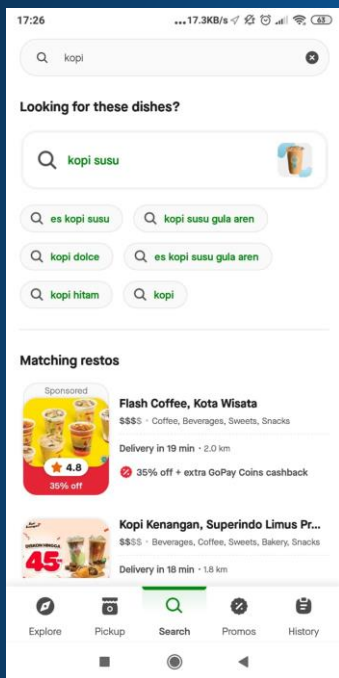 17:26 ...17.3KB/s 63
kopi
Looking for these dishes?
kopi susu
es kopi susu kopi susu gula aren
kopi dolce es kopi susu gula aren
kopi hitam kopi
Matching restos
Sponsored
4.8
35% off
Flash Coffee, Kota Wisata
$$$$ · Coffee, Beverages, Sweets, Snacks
Delivery in 19 min · 2.0 km
35% off + extra GoPay Coins cashback
DISKON HINGGA
45
Kopi Kenangan, Superindo Limus Pr...
$$$$ · Beverages, Coffee, Sweets, Bakery, Snacks
Delivery in 18 min · 1.8 km
Explore Pickup Search Promos History